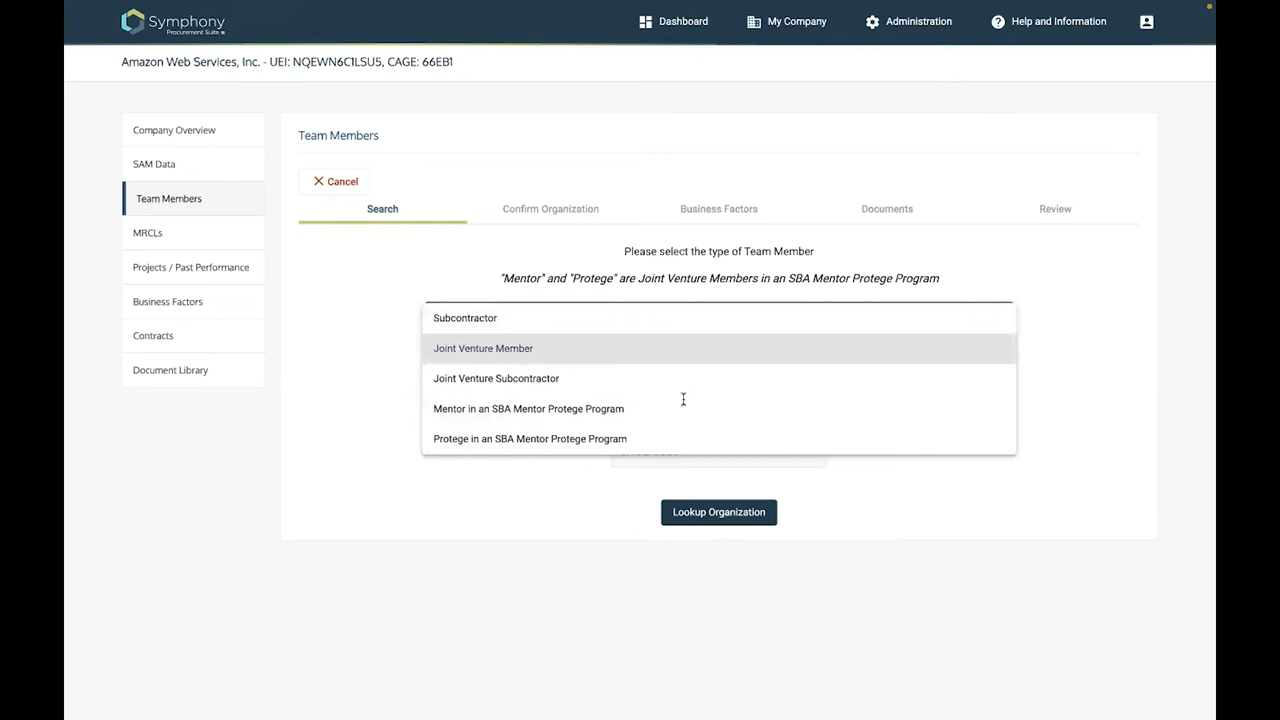 Symphony
Procurement Suite
Dashboard
My Company
Administration
Help and Information
Amazon Web Services, Inc. - UEI: NQEWN6C1LSU5, CAGE: 66EB1
Company Overview
SAM Data
Team Members
MRCLs
Projects / Past Performance
Business Factors
Contracts
Document Library
Team Members
Cancel
Search
Confirm Organization
Business Factors
Documents
Review
Please select the type of Team Member
"Mentor" and "Protege" are Joint Venture Members in an SBA Mentor Protege Program
Subcontractor
Joint Venture Member
Joint Venture Subcontractor
Mentor in an SBA Mentor Protege Program
Protege in an SBA Mentor Protege Program
Lookup Organization